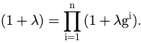 (1 + λ) = ∏_{i=1}^{n} (1 + λg^i).